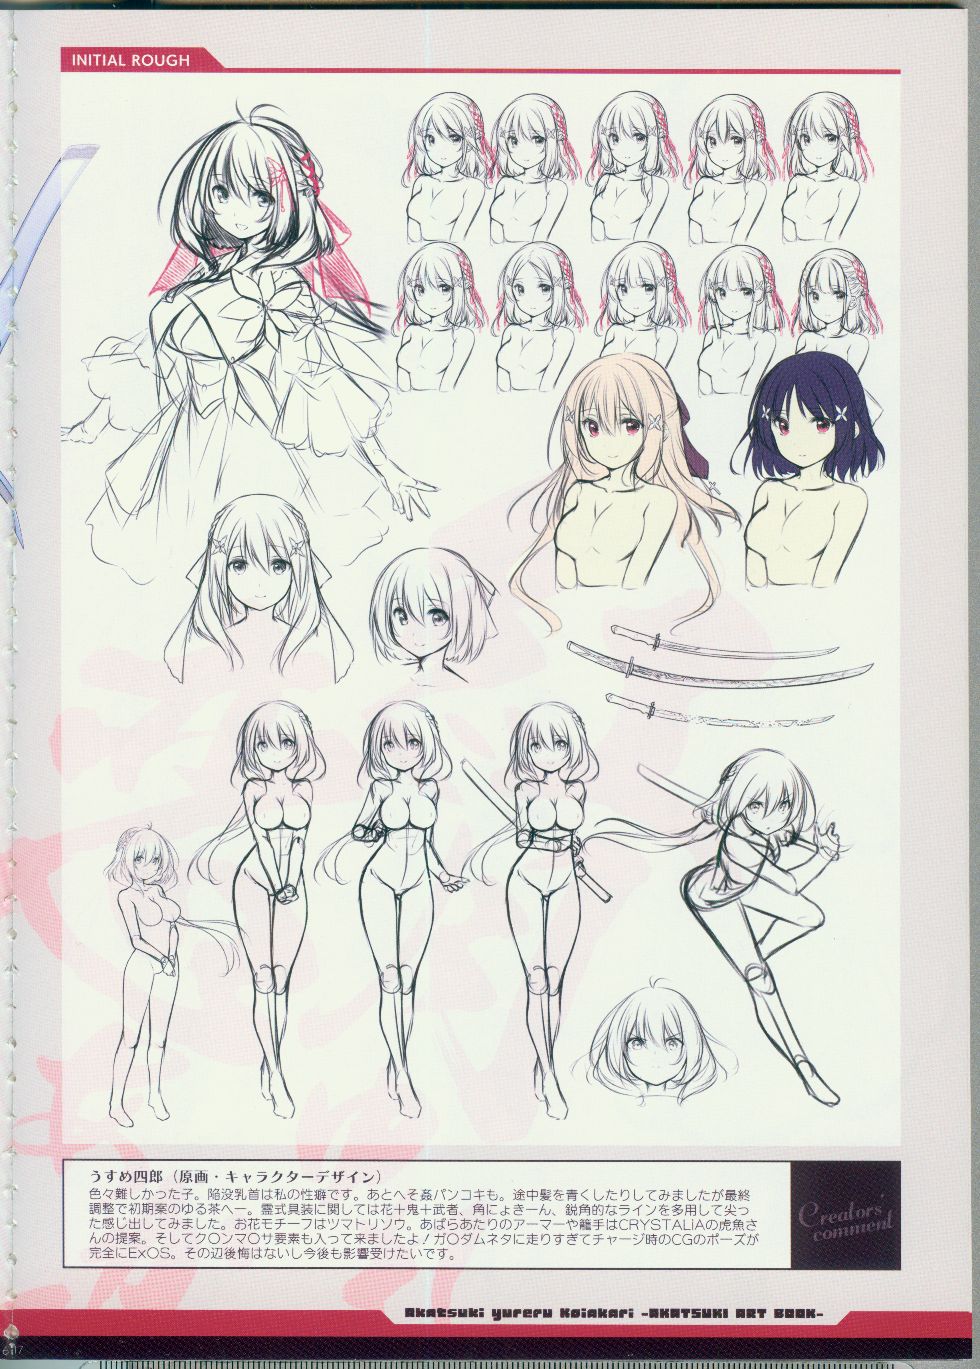 INITIAL ROUGH
うすめ四郎（原画・キャラクターデザイン）
色々難しかった子。陥没乳首は私の性癖です。あとへそ姦パンコキも。途中髪を青くしたりしてみましたが最終
調整で初期案のゆる茶へー。霊式具装に関しては花＋鬼＋武者、角にょきーん、鋭角的なラインを多用して尖っ
た感じ出してみました。お花モチーフはツマトリソウ。あばらあたりのアーマーや籠手はCRYSTALiAの虎魚さ
んの提案。そしてク〇ンマ〇サ要素も入って来ましたよ！ガ〇ダムネタに走りすぎてチャージ時のCGのポーズが
完全にExOS。その辺後悔はないし今後も影響受けたいです。
Creators'
comment
Akatsuki yureru Koiakari -AKATSUKI ART BOOK-